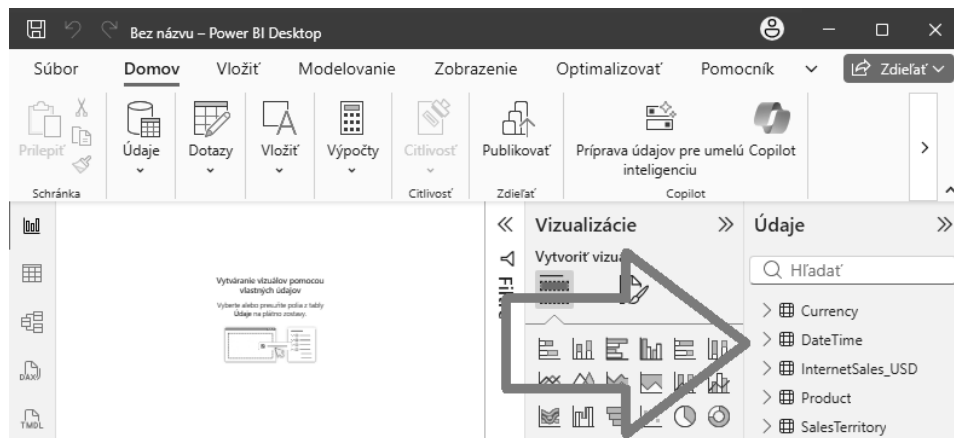 Bez názvu – Power BI Desktop
Súbor Domov Vložiť Modelovanie Zobrazenie Optimalizovať Pomocník Zdieľať
Prilepiť Údaje Dotazy Vložiť Výpočty Citlivosť Publikovať Príprava údajov pre umelú inteligenciu Copilot
Schránka Citlivosť Zdieľať Copilot
Vizualizácie Údaje
Vytvoriť
Hľadať
Vytváranie vizuálov pomocou
vlastných údajov
Vyberte alebo presuňte polia z tably
Údaje na plátno zostavy.
Currency
DateTime
InternetSales_USD
Product
SalesTerritory
DAX
TMDL